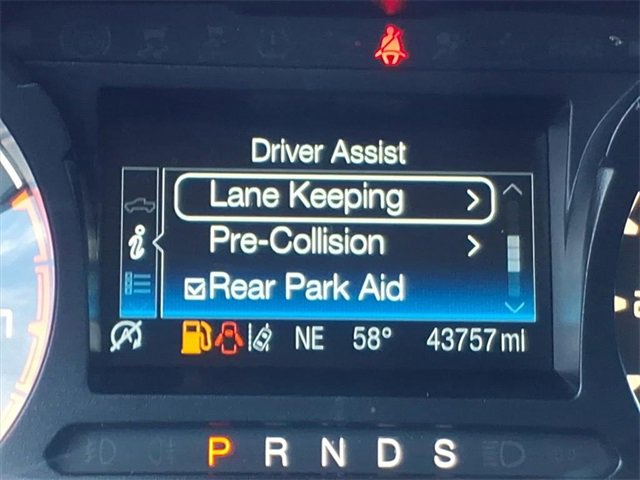 Driver Assist
Lane Keeping
Pre-Collision
Rear Park Aid
NE 58° 43757 mi
P R N D S